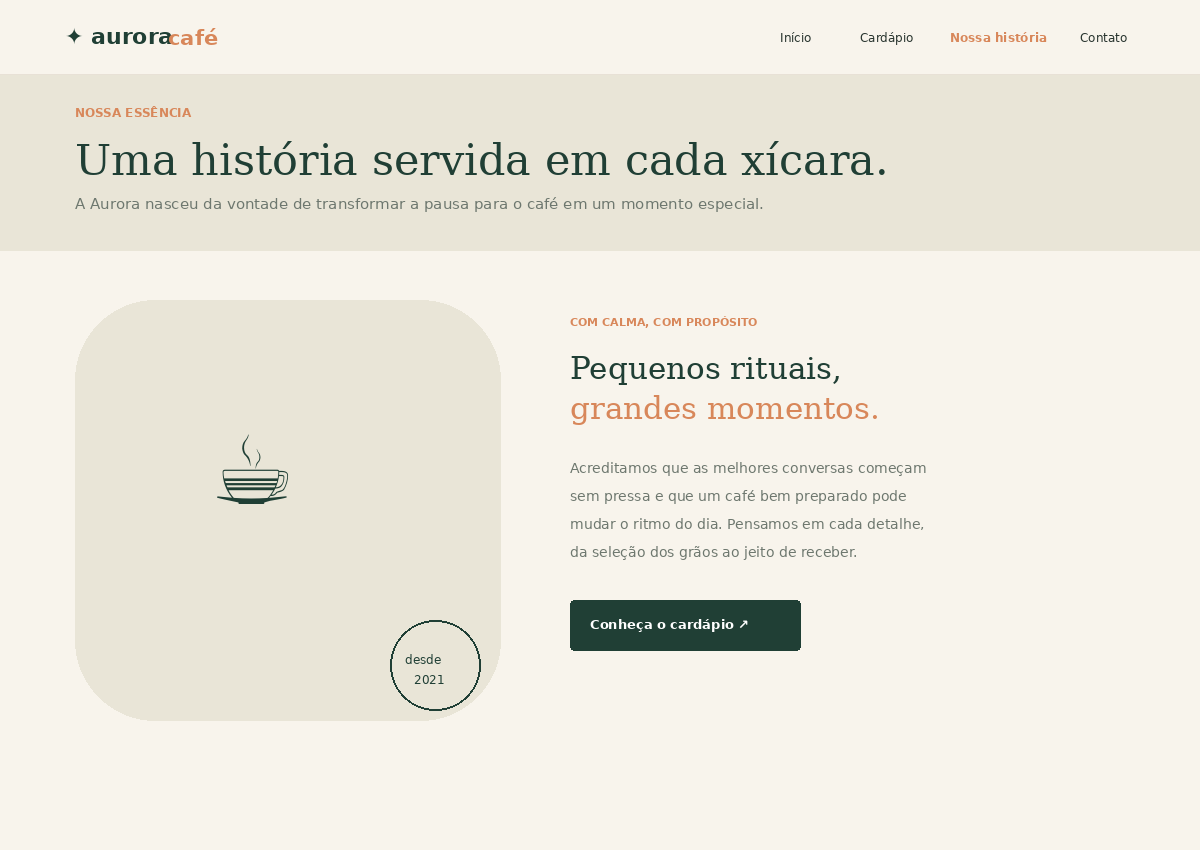 ✦ auroracafé
Início Cardápio Nossa história Contato
NOSSA ESSÊNCIA
Uma história servida em cada xícara.
A Aurora nasceu da vontade de transformar a pausa para o café em um momento especial.
COM CALMA, COM PROPÓSITO
Pequenos rituais,
grandes momentos.
Acreditamos que as melhores conversas começam
sem pressa e que um café bem preparado pode
mudar o ritmo do dia. Pensamos em cada detalhe,
da seleção dos grãos ao jeito de receber.
Conheça o cardápio ↗
desde
2021